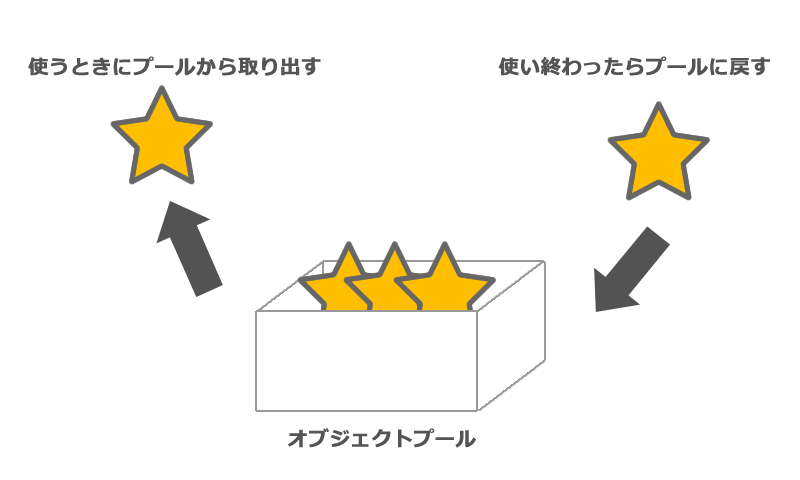 使うときにプールから取り出す
使い終わったらプールに戻す
オブジェクトプール